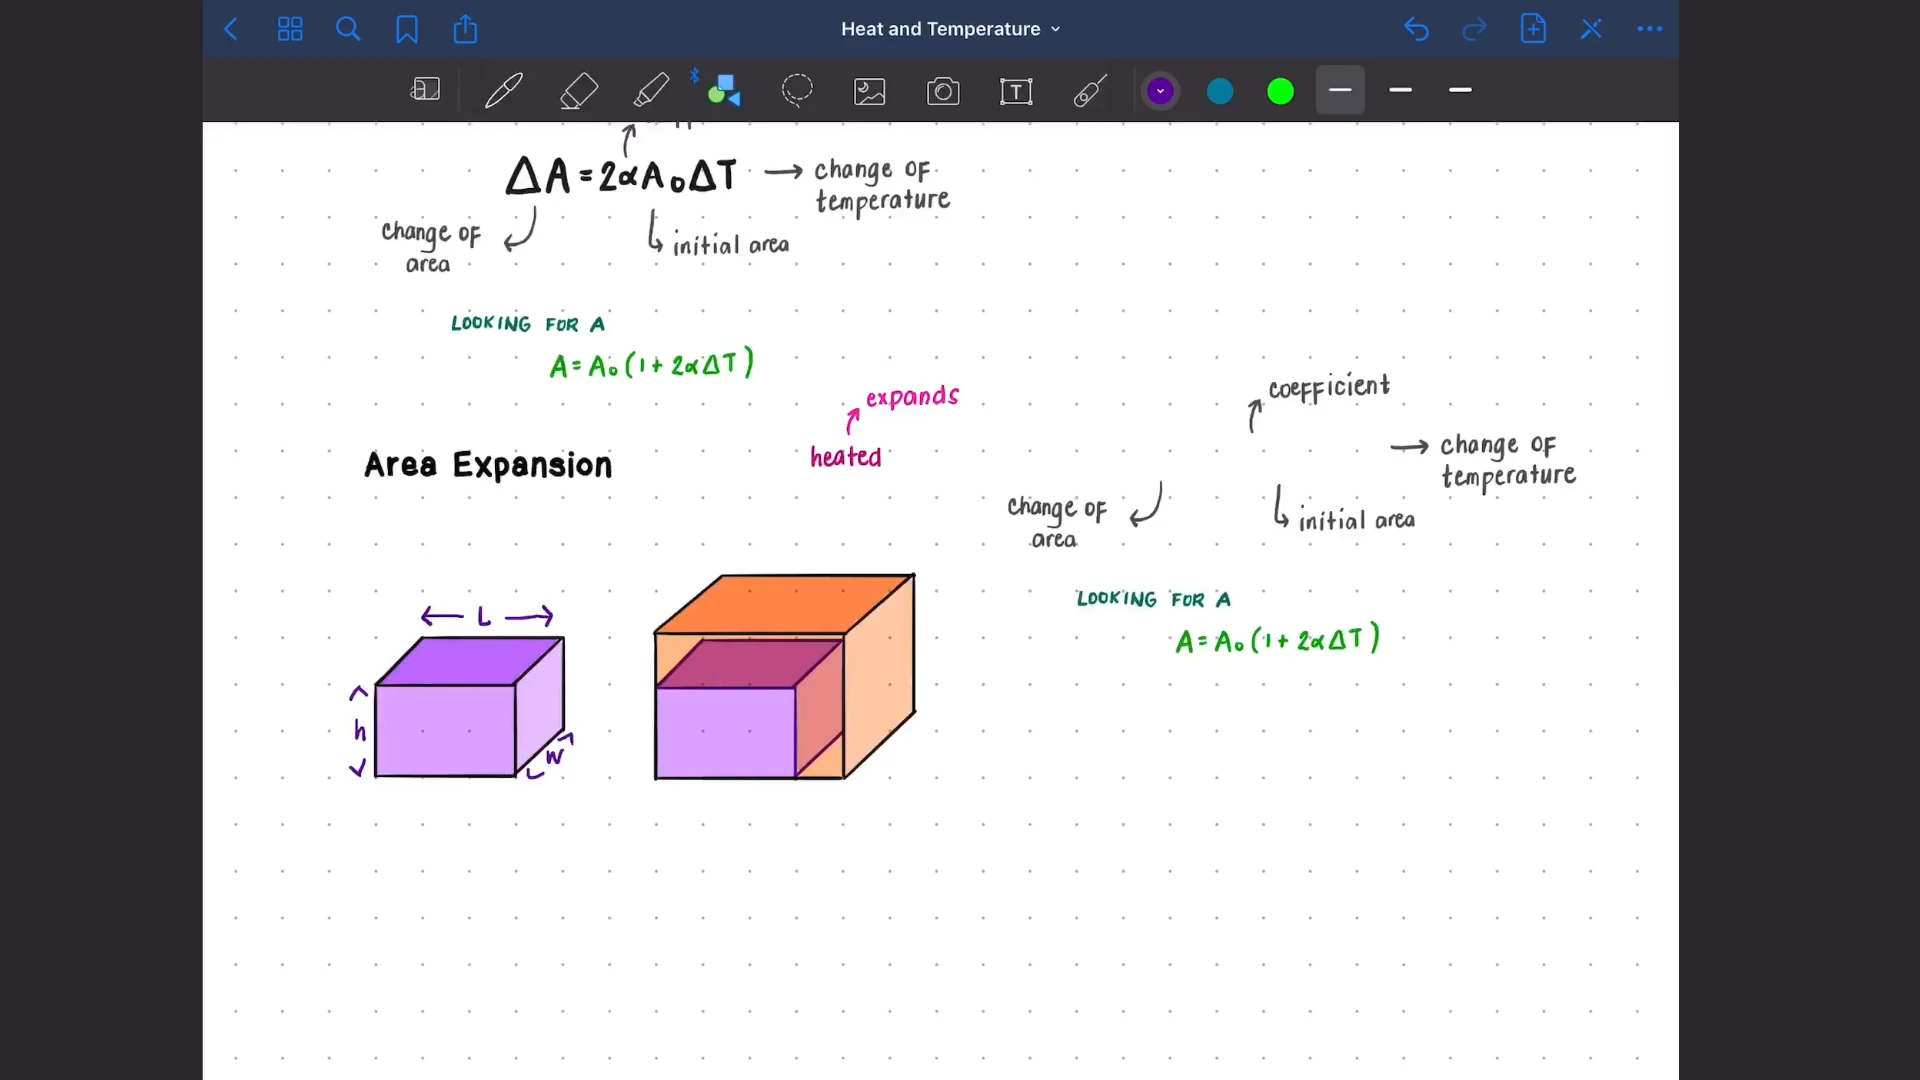 Heat and Temperature
T
ΔA = 2αA₀ΔT
change of
temperature
change of
area
initial area
LOOKING FOR A
A = A₀(1 + 2αΔT)
expands
heated
Area Expansion
coefficient
change of
temperature
change of
area
initial area
LOOKING FOR A
A = A₀(1 + 2αΔT)
L
h
W